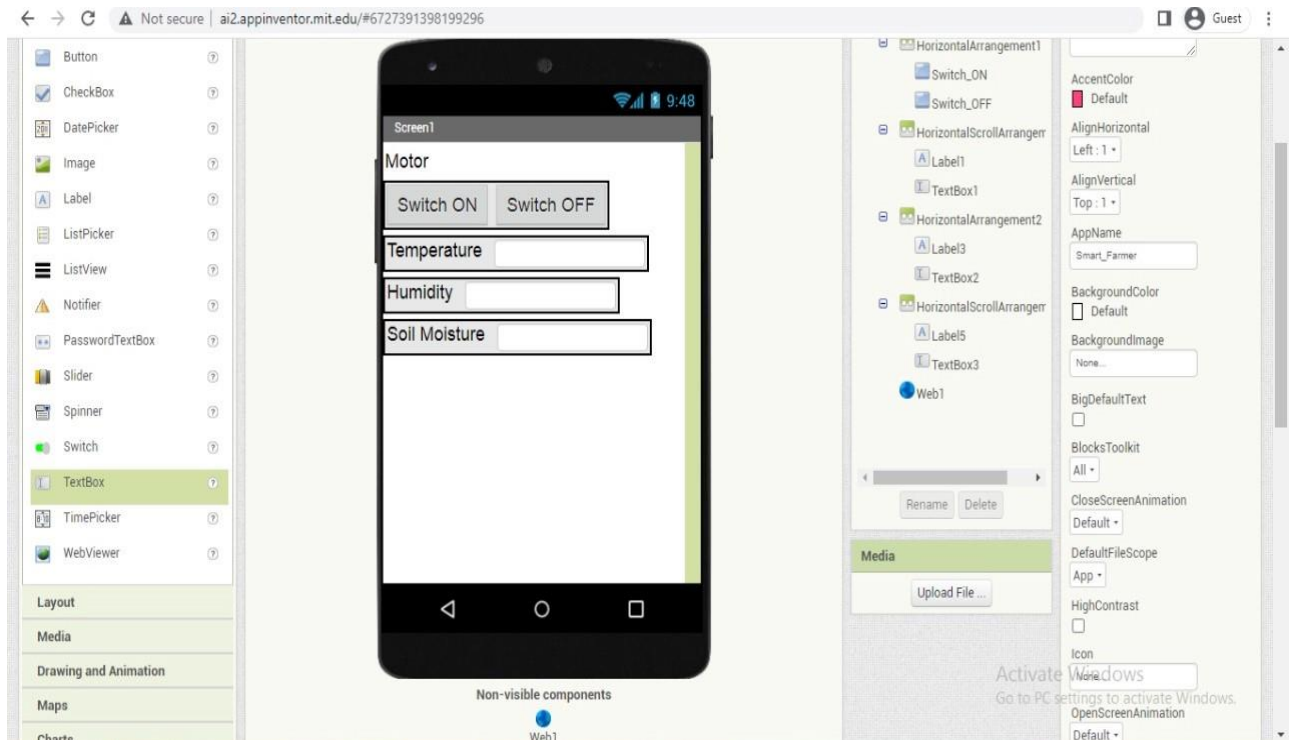 Not secure | ai2.appinventor.mit.edu/#6727391398199296
Guest
Button
CheckBox
DatePicker
Image
Label
ListPicker
ListView
Notifier
PasswordTextBox
Slider
Spinner
Switch
TextBox
TimePicker
WebViewer
Layout
Media
Drawing and Animation
Maps
Charts
9:48
Screen1
Motor
Switch ON Switch OFF
Temperature
Humidity
Soil Moisture
Non-visible components
Web1
HorizontalArrangement1
Switch_ON
Switch_OFF
HorizontalScrollArrangem
Label1
TextBox1
HorizontalArrangement2
Label3
TextBox2
HorizontalScrollArrangem
Label5
TextBox3
Web1
Rename Delete
Media
Upload File ...
AccentColor
Default
AlignHorizontal
Left : 1
AlignVertical
Top : 1
AppName
Smart_Farmer
BackgroundColor
Default
BackgroundImage
None...
BigDefaultText
BlocksToolkit
All
CloseScreenAnimation
Default
DefaultFileScope
App
HighContrast
Icon
None...
OpenScreenAnimation
Default
Activate Windows
Go to PC settings to activate Windows.